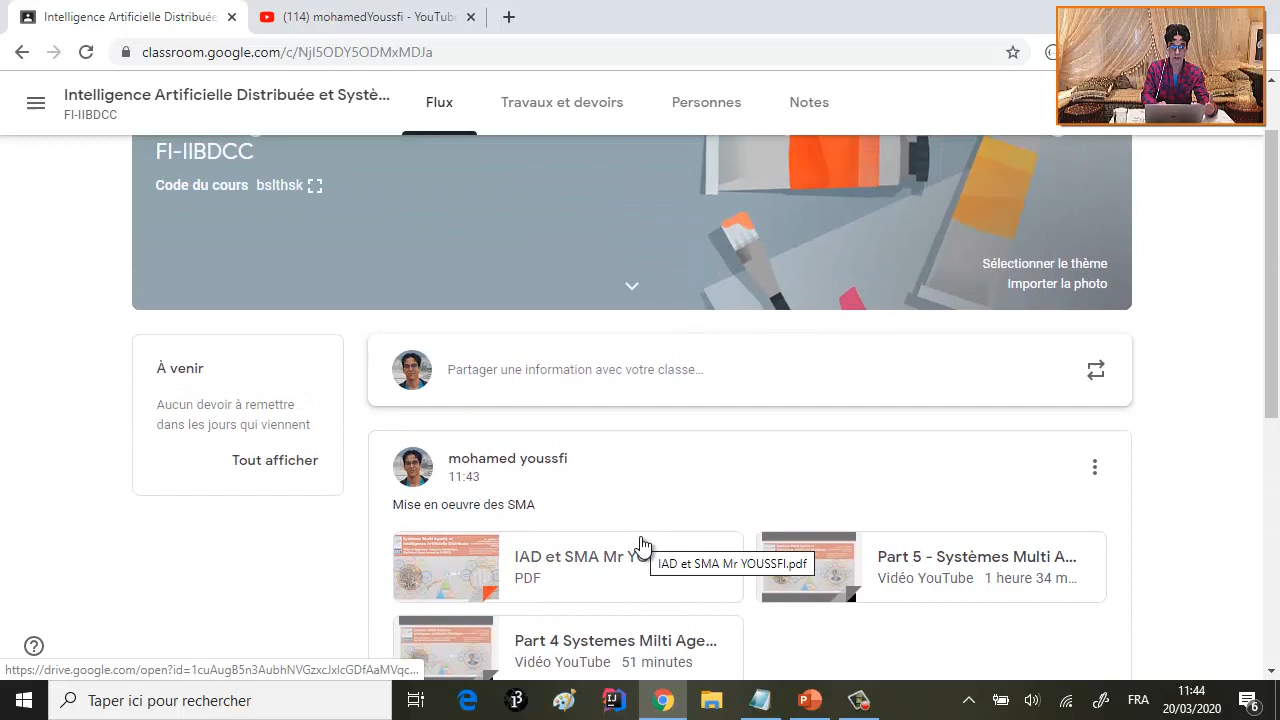 Intelligence Artificielle Distribuée
(114) mohamedYoussfi - YouTube
classroom.google.com/c/NjI5ODY5ODMxMDJa
Intelligence Artificielle Distribuée et Systè...
FI-IIBDCC
Flux
Travaux et devoirs
Personnes
Notes
FI-IIBDCC
Code du cours bslthsk
Sélectionner le thème
Importer la photo
À venir
Aucun devoir à remettre
dans les jours qui viennent
Tout afficher
Partager une information avec votre classe...
mohamed youssfi
11:43
Mise en oeuvre des SMA
IAD et SMA Mr
PDF
IAD et SMA Mr YOUSSFI.pdf
Part 5 - Systèmes Multi A...
Vidéo YouTube 1 heure 34 m...
Part 4 Systemes Milti Age...
Vidéo YouTube 51 minutes
https://drive.google.com/open?id=1cuAugB5n3AubhNVGzxcJxIcGDfAaMVqc...
Taper ici pour rechercher
FRA
11:44
20/03/2020
6